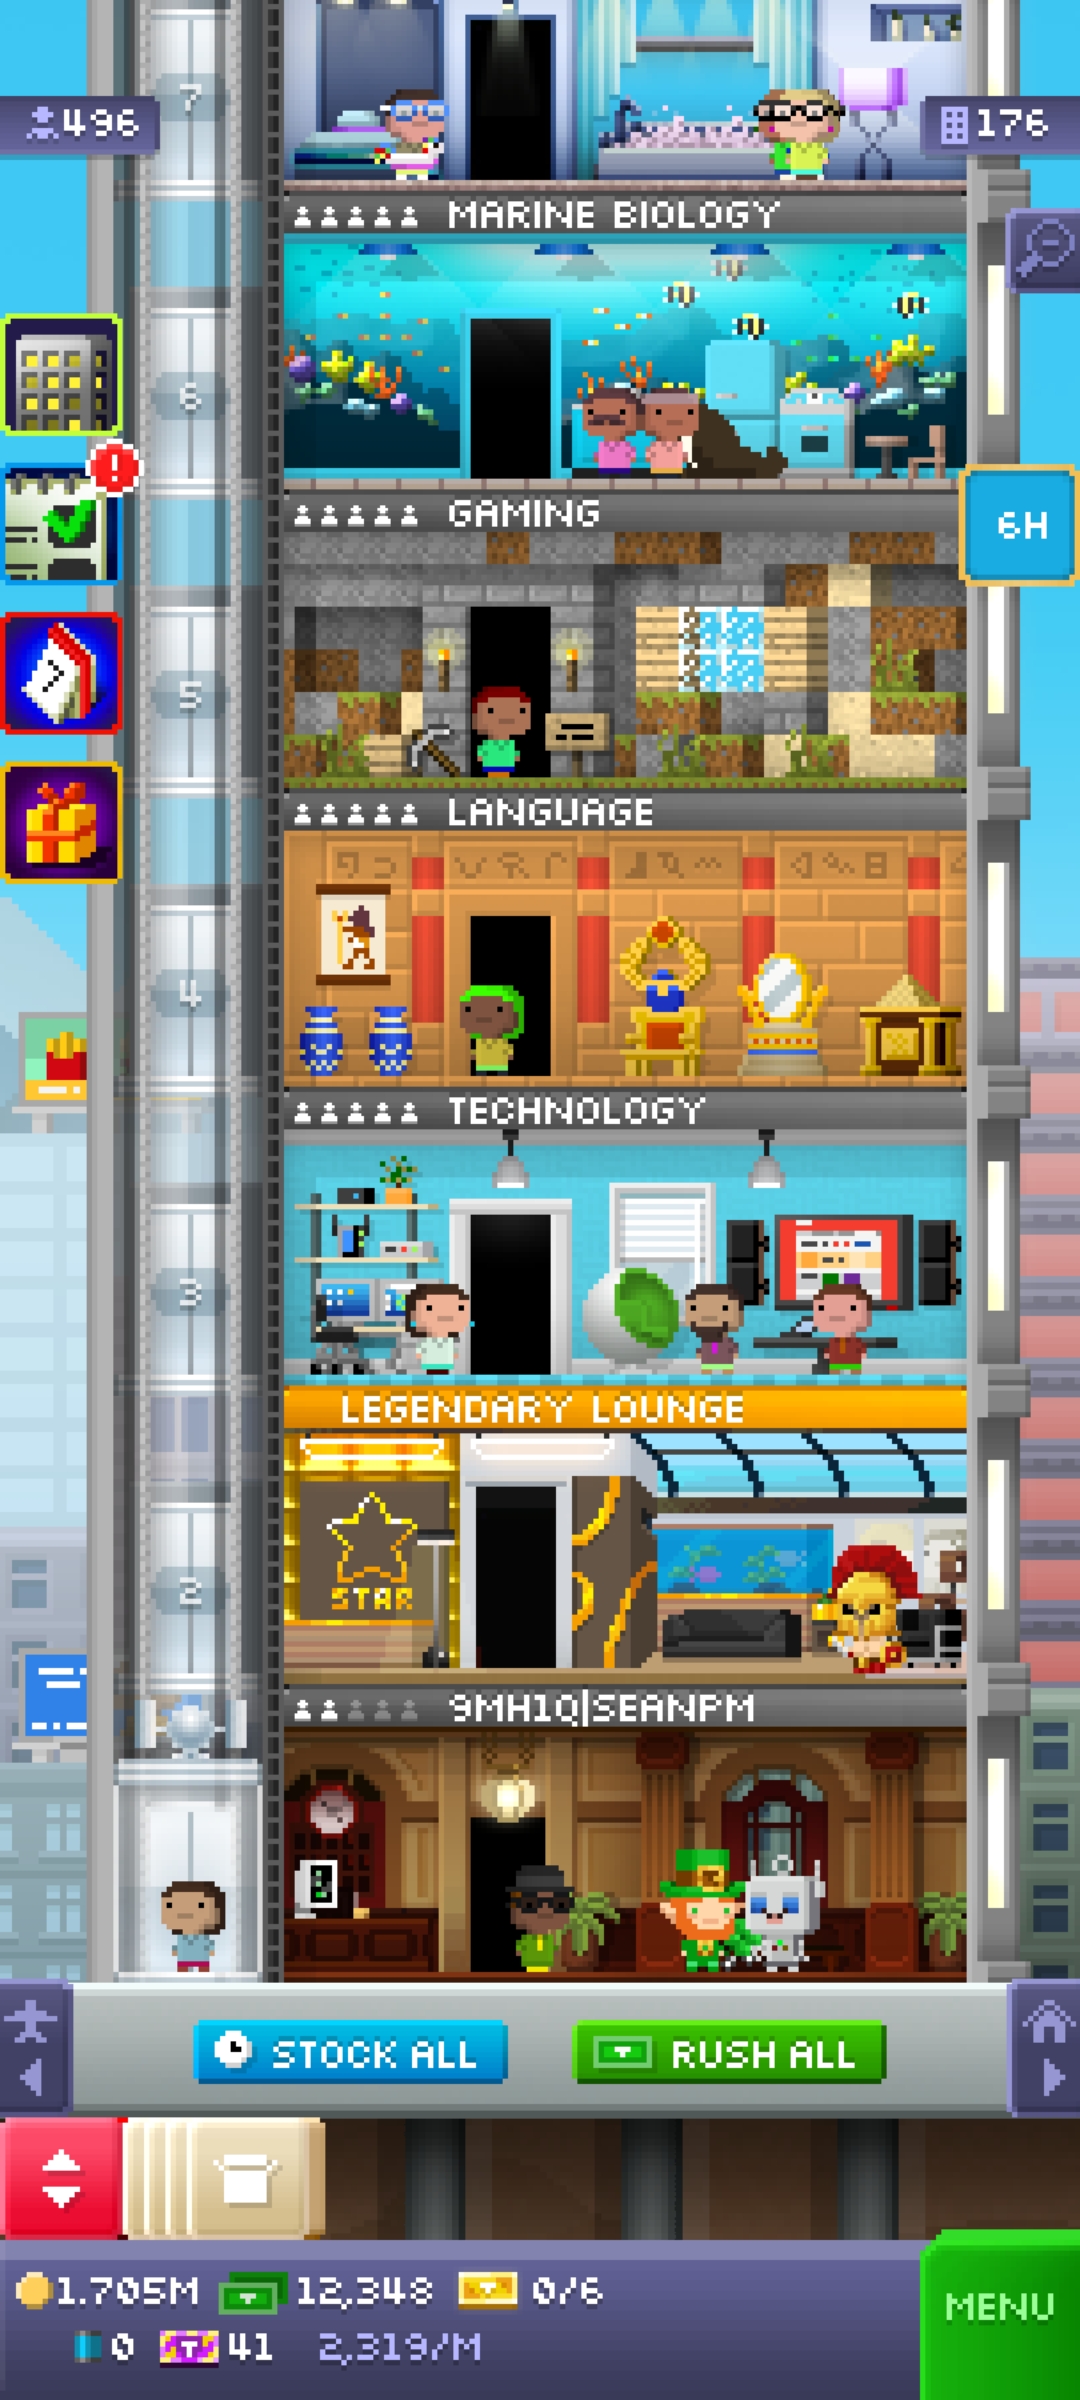 7
496
176
MARINE BIOLOGY
6
GAMING
6H
5
7
LANGUAGE
4
TECHNOLOGY
3
LEGENDARY LOUNGE
STAR
2
9MH1Q|SEANPM
STOCK ALL
RUSH ALL
1.705M 12,348 0/6
MENU
0 41 2,319/M